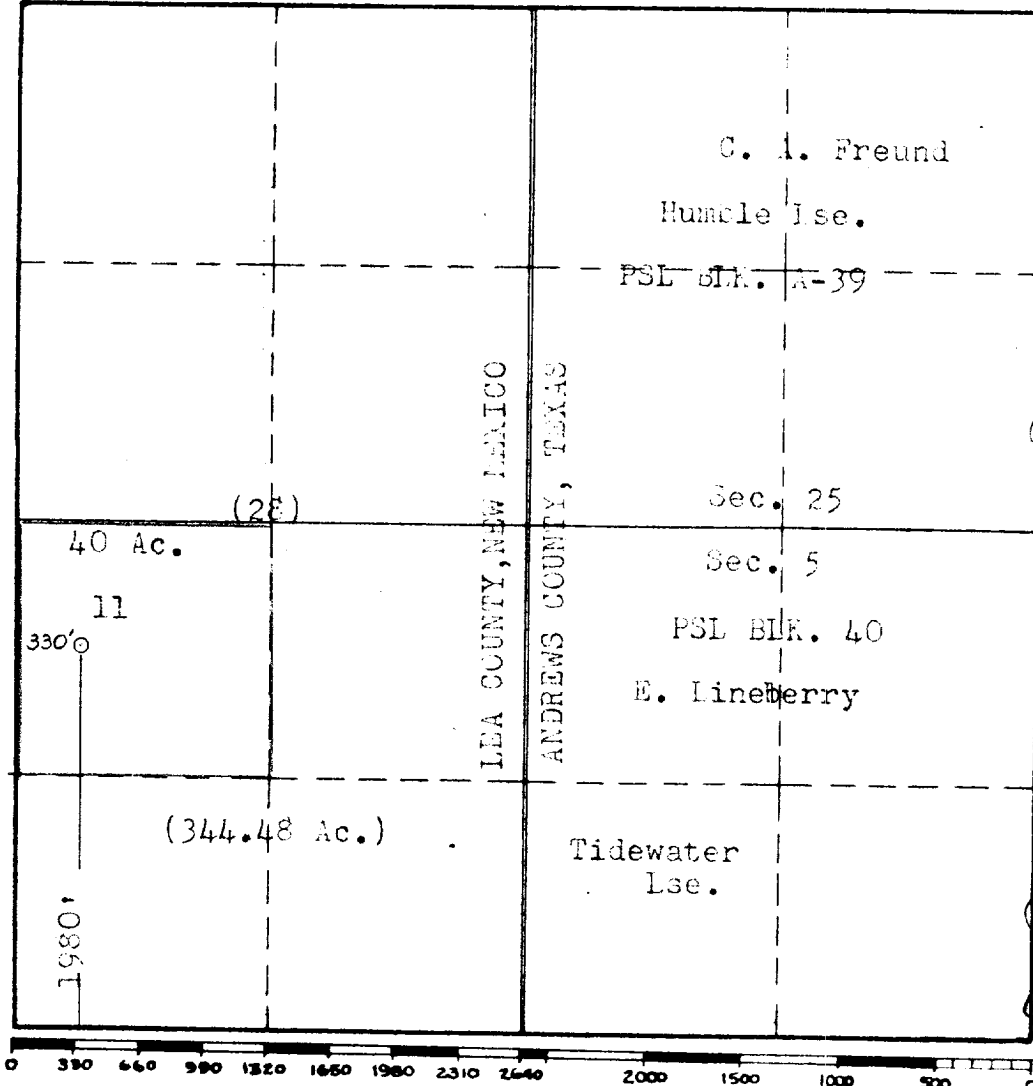 C. A. Freund
Humble Lse.
PSL BLK. A-39
LEA COUNTY, NEW MEXICO
ANDREWS COUNTY, TEXAS
(28)
Sec. 25
40 Ac.
Sec. 5
11
PSL BLK. 40
330'
E. Lineberry
(344.48 Ac.)
Tidewater
Lse.
1980'
0 330 660 990 1320 1650 1980 2310 2640 2000 1500 1000 500